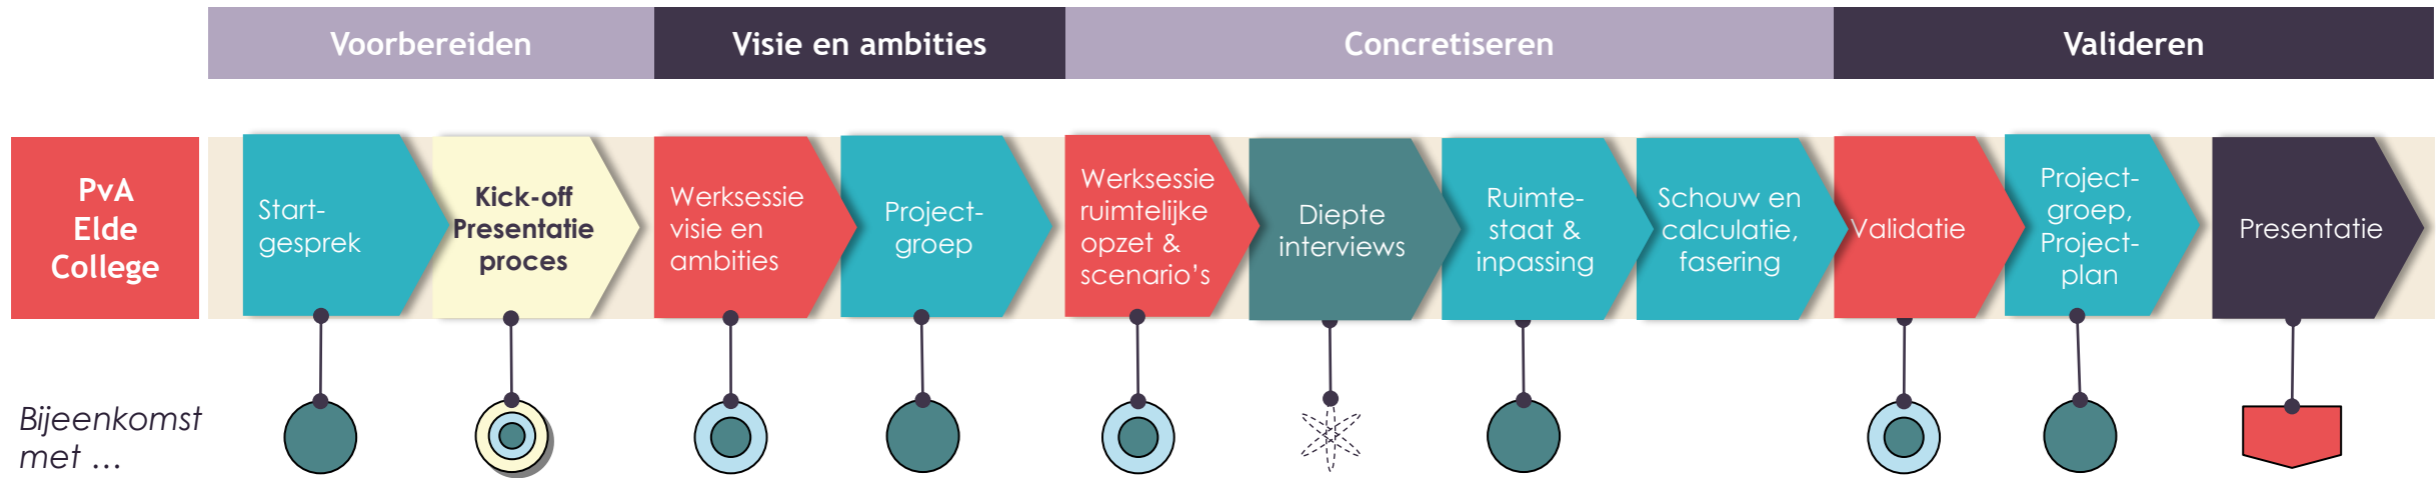 Voorbereiden
Visie en ambities
Concretiseren
Valideren
PvA
Elde
College
Start-
gesprek
Kick-off
Presentatie
proces
Werksessie
visie en
ambities
Project-
groep
Werksessie
ruimtelijke
opzet &
scenario's
Diepte
interviews
Ruimte-
staat &
inpassing
Schouw en
calculatie,
fasering
Validatie
Project-
groep,
Project-
plan
Presentatie
Bijeenkomst
met ...